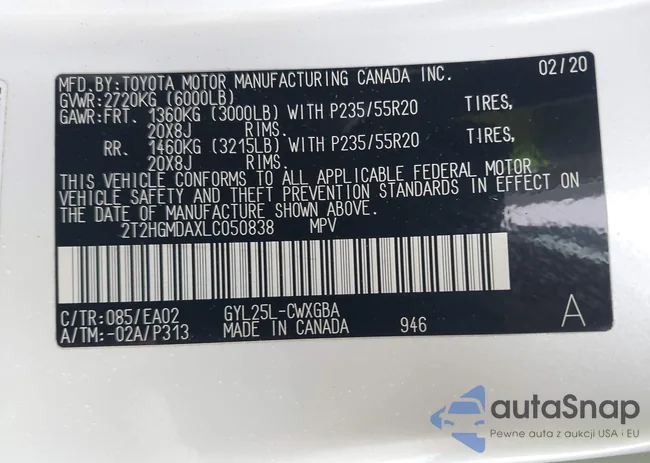 MFD.BY:TOYOTA MOTOR MANUFACTURING CANADA INC. 02/20
GVWR:2720KG (6000LB)
GAWR:FRT. 1360KG (3000LB) WITH P235/55R20 TIRES,
20X8J RIMS.
RR. 1460KG (3215LB) WITH P235/55R20 TIRES,
20X8J RIMS.
THIS VEHICLE CONFORMS TO ALL APPLICABLE FEDERAL MOTOR
VEHICLE SAFETY AND THEFT PREVENTION STANDARDS IN EFFECT ON
THE DATE OF MANUFACTURE SHOWN ABOVE.
2T2HGMDAXLC050838 MPV
C/TR:085/EA02 GYL25L-CWXGBA
A/TM:-02A/P313 MADE IN CANADA 946 A
autaSnap
Pewne auta z aukcji USA i EU